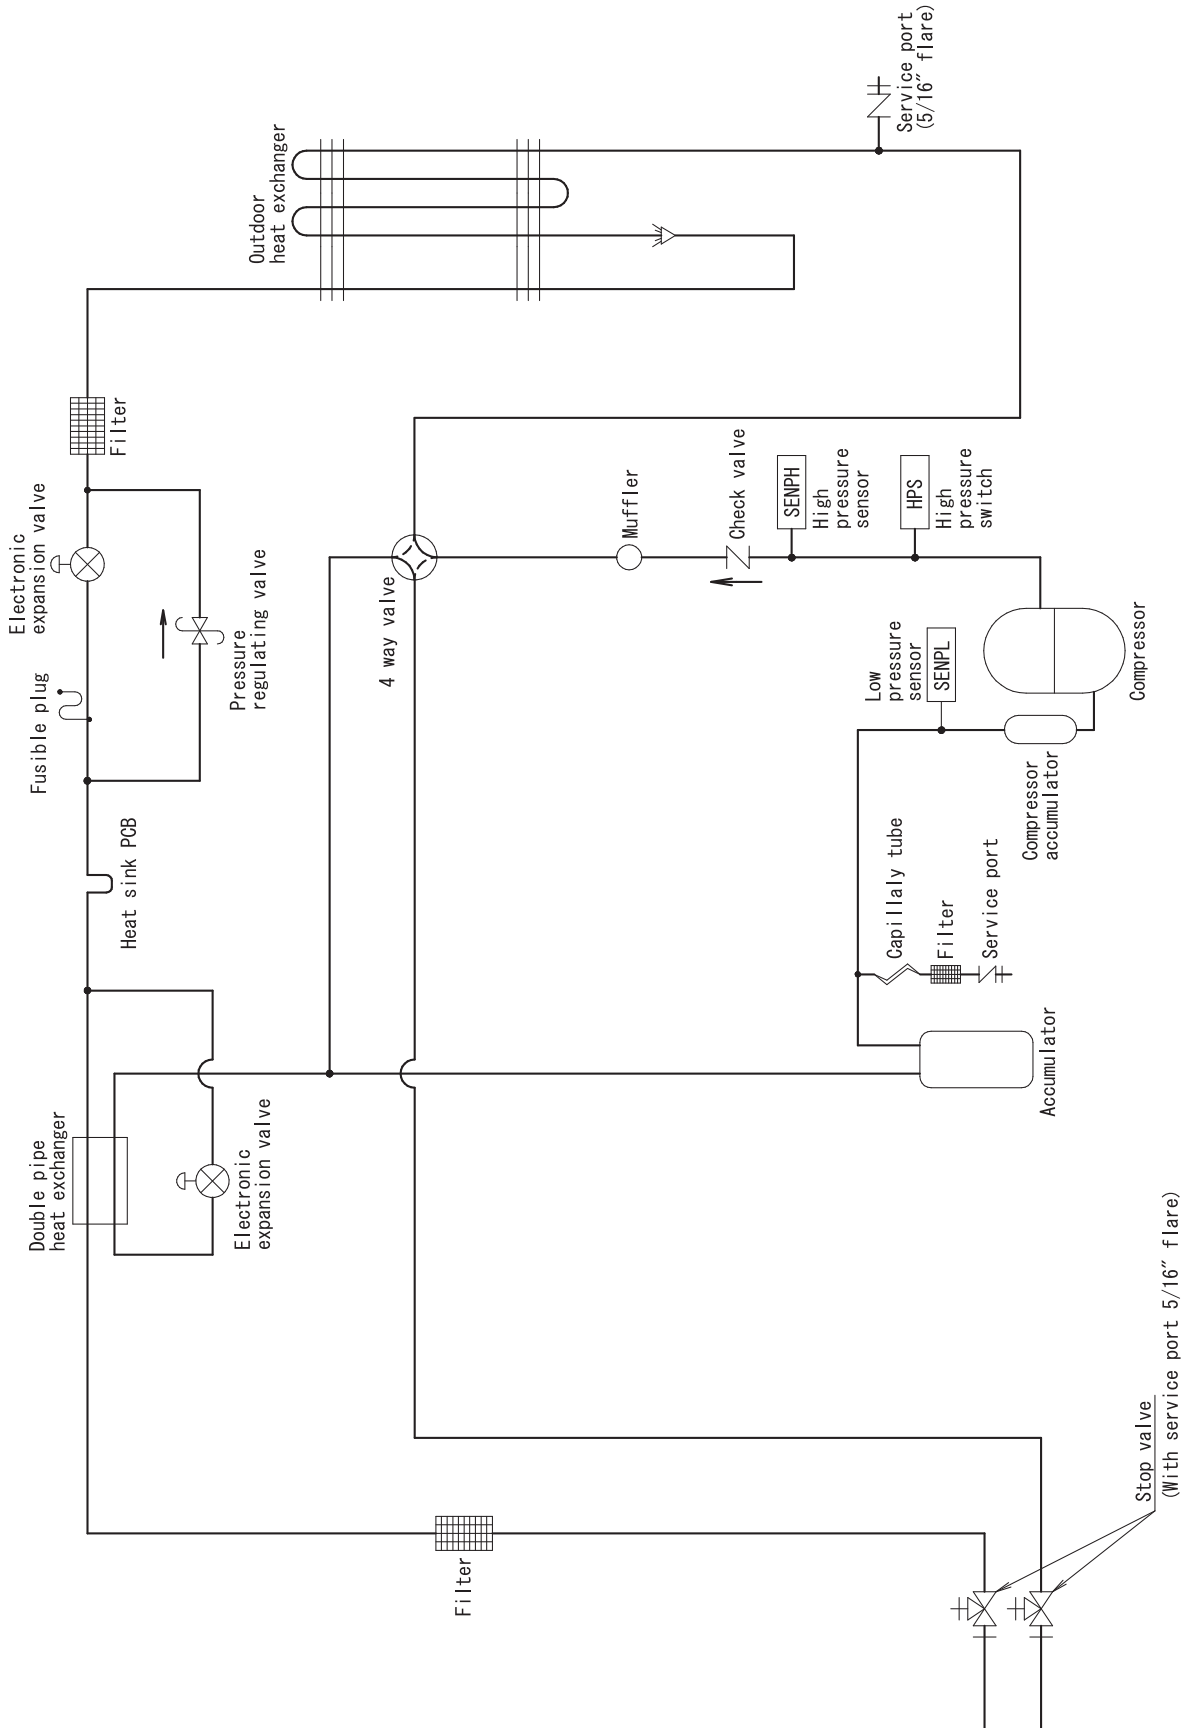 Outdoor
heat exchanger
Service port
(5/16″ flare)
Filter
Electronic
expansion valve
Pressure
regulating valve
Fusible plug
Heat sink PCB
Double pipe
heat exchanger
Electronic
expansion valve
4 way valve
Muffler
Check valve
SENPH
High
pressure
sensor
HPS
High
pressure
switch
Low
pressure
sensor
SENPL
Compressor
Compressor
accumulator
Capillaly tube
Filter
Service port
Accumulator
Filter
Stop valve
(With service port 5/16″ flare)